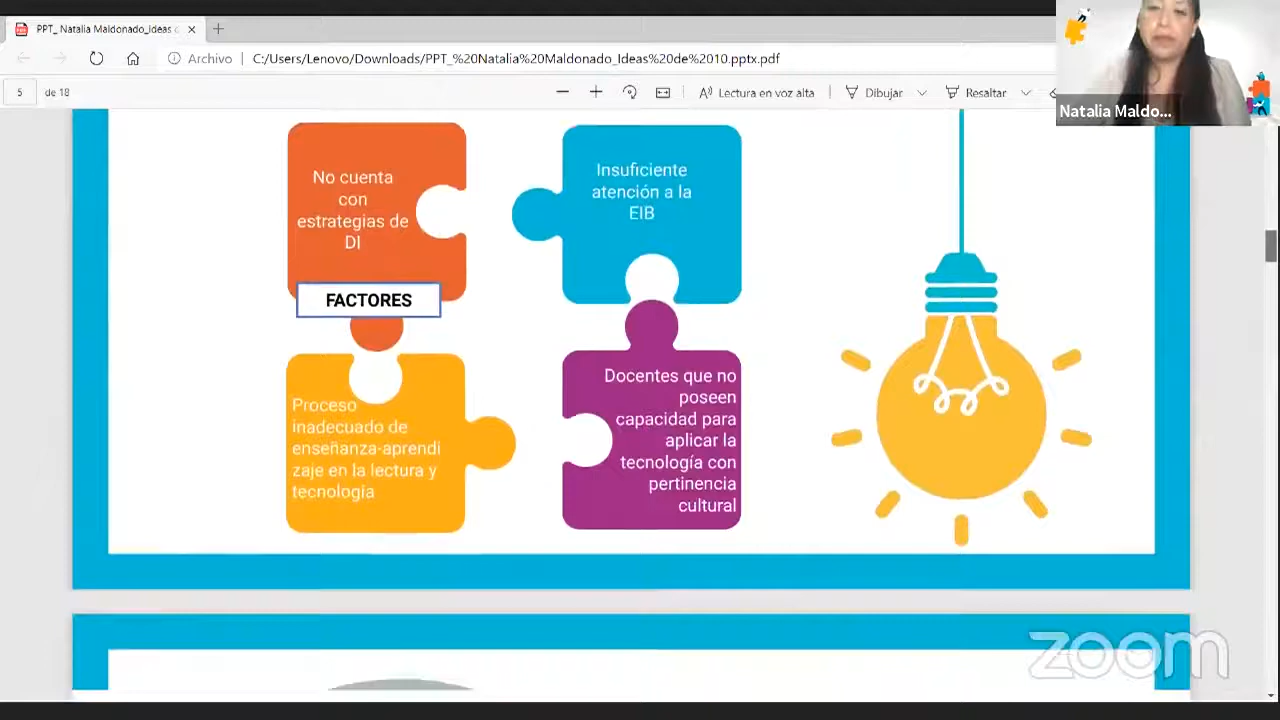 PPT_ Natalia Maldonado_Ideas d
Archivo
C:/Users/Lenovo/Downloads/PPT_%20Natalia%20Maldonado_Ideas%20de%2010.pptx.pdf
5
de 18
Lectura en voz alta
Dibujar
Resaltar
Natalia Maldo...
No cuenta
con
estrategias de
DI
Insuficiente
atención a la
EIB
FACTORES
Proceso
inadecuado de
enseñanza-aprendi
zaje en la lectura y
tecnologia
Docentes que no
poseen
capacidad para
aplicar la
tecnología con
pertinencia
cultural
zoom